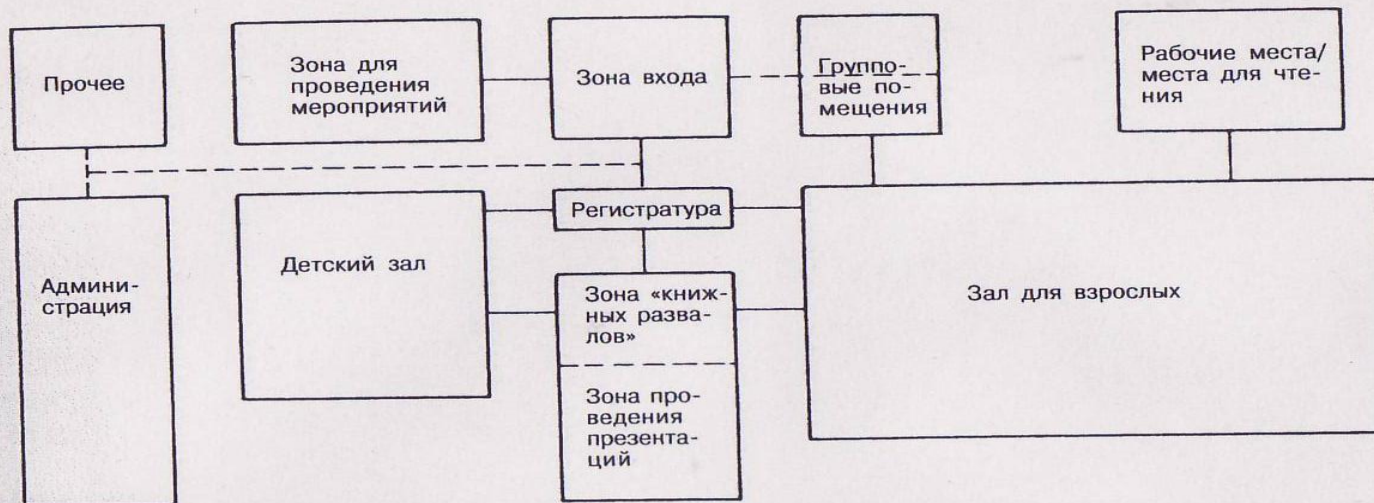 Прочее
Зона для
проведения
мероприятий
Зона входа
Группо-
вые по-
мещения
Рабочие места/
места для чте-
ния
Регистратура
Детский зал
Админи-
страция
Зона «книж-
ных разва-
лов»
Зал для взрослых
Зона про-
ведения
презента-
ций